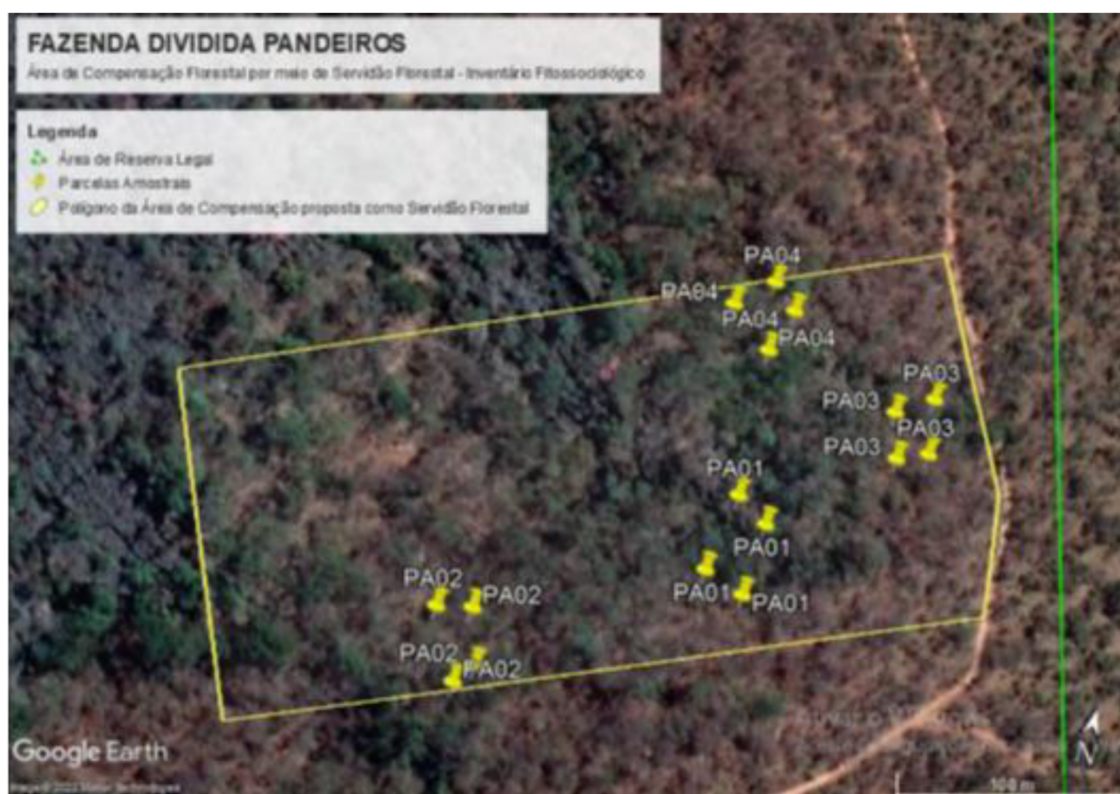 FAZENDA DIVIDIDA PANDEIROS
Área de Compensação Florestal por meio de Servidão Florestal - Inventário Fitossociológico
Legenda
Área de Reserva Legal
Parcelas Amostrais
Polígono da Área de Compensação proposta como Servidão Florestal
PA04
PA04
PA04
PA04
PA03
PA03
PA03
PA03
PA01
PA01
PA01
PA01
PA02
PA02
PA02
PA02
Google Earth
N
100 m